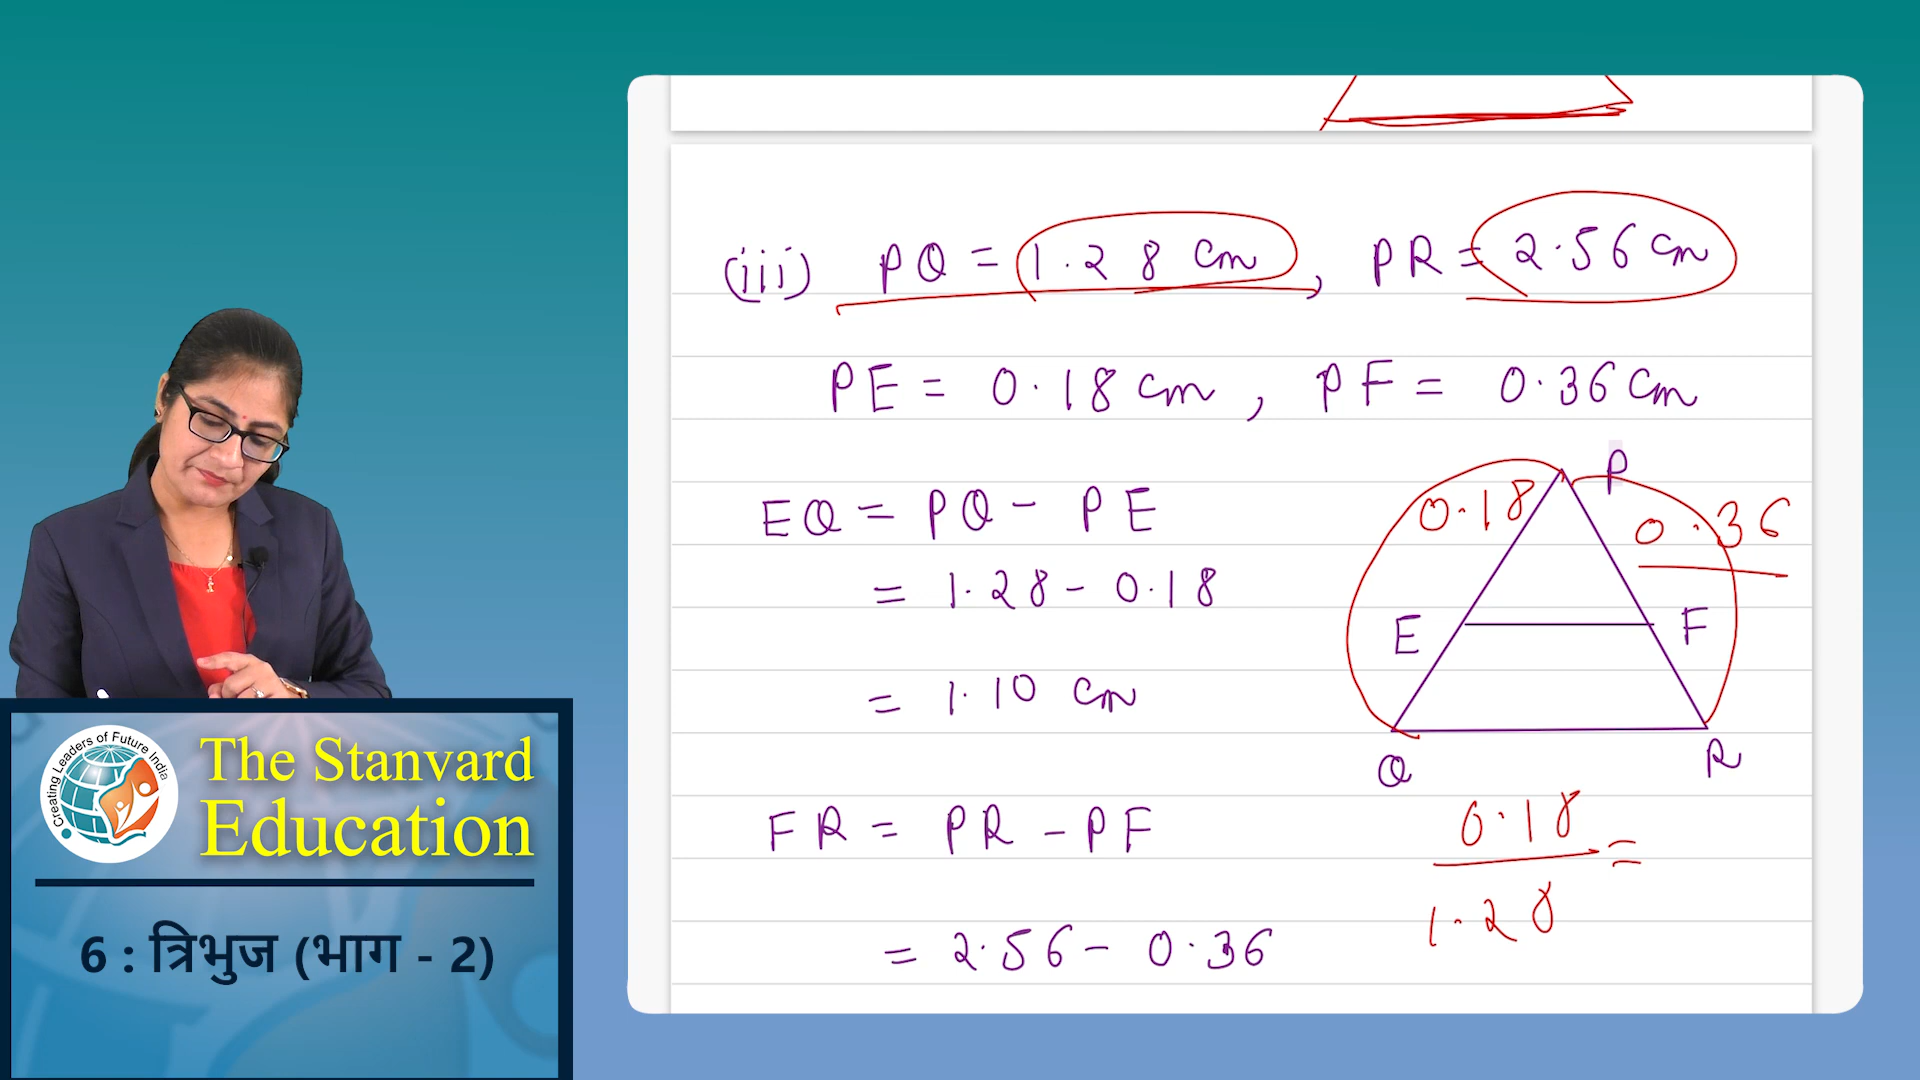 (iii) PQ = 1.28 cm, PR = 2.56 cm
PE = 0.18 cm, PF = 0.36 cm
EQ = PQ - PE
= 1.28 - 0.18
= 1.10 cm
FR = PR - PF
= 2.56 - 0.36
P
0.18
0.36
E
F
Q
R
0.18 =
1.28
Creating Leaders of Future India
The Stanvard
Education
6 : त्रिभुज (भाग - 2)